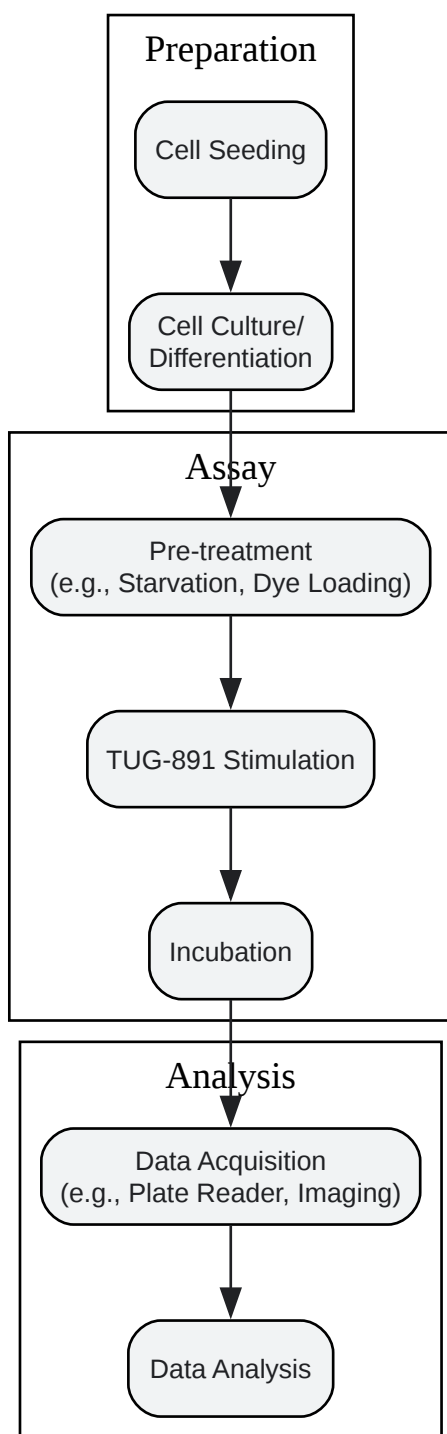 Preparation
Cell Seeding
Cell Culture/
Differentiation
Assay
Pre-treatment
(e.g., Starvation, Dye Loading)
TUG-891 Stimulation
Incubation
Analysis
Data Acquisition
(e.g., Plate Reader, Imaging)
Data Analysis